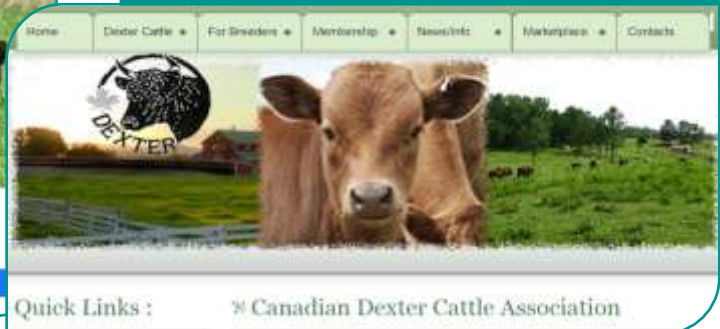 Home Dexter Cattle For Breeders Membership News/Info Marketplace Contacts
DEXTER
Quick Links : Canadian Dexter Cattle Association